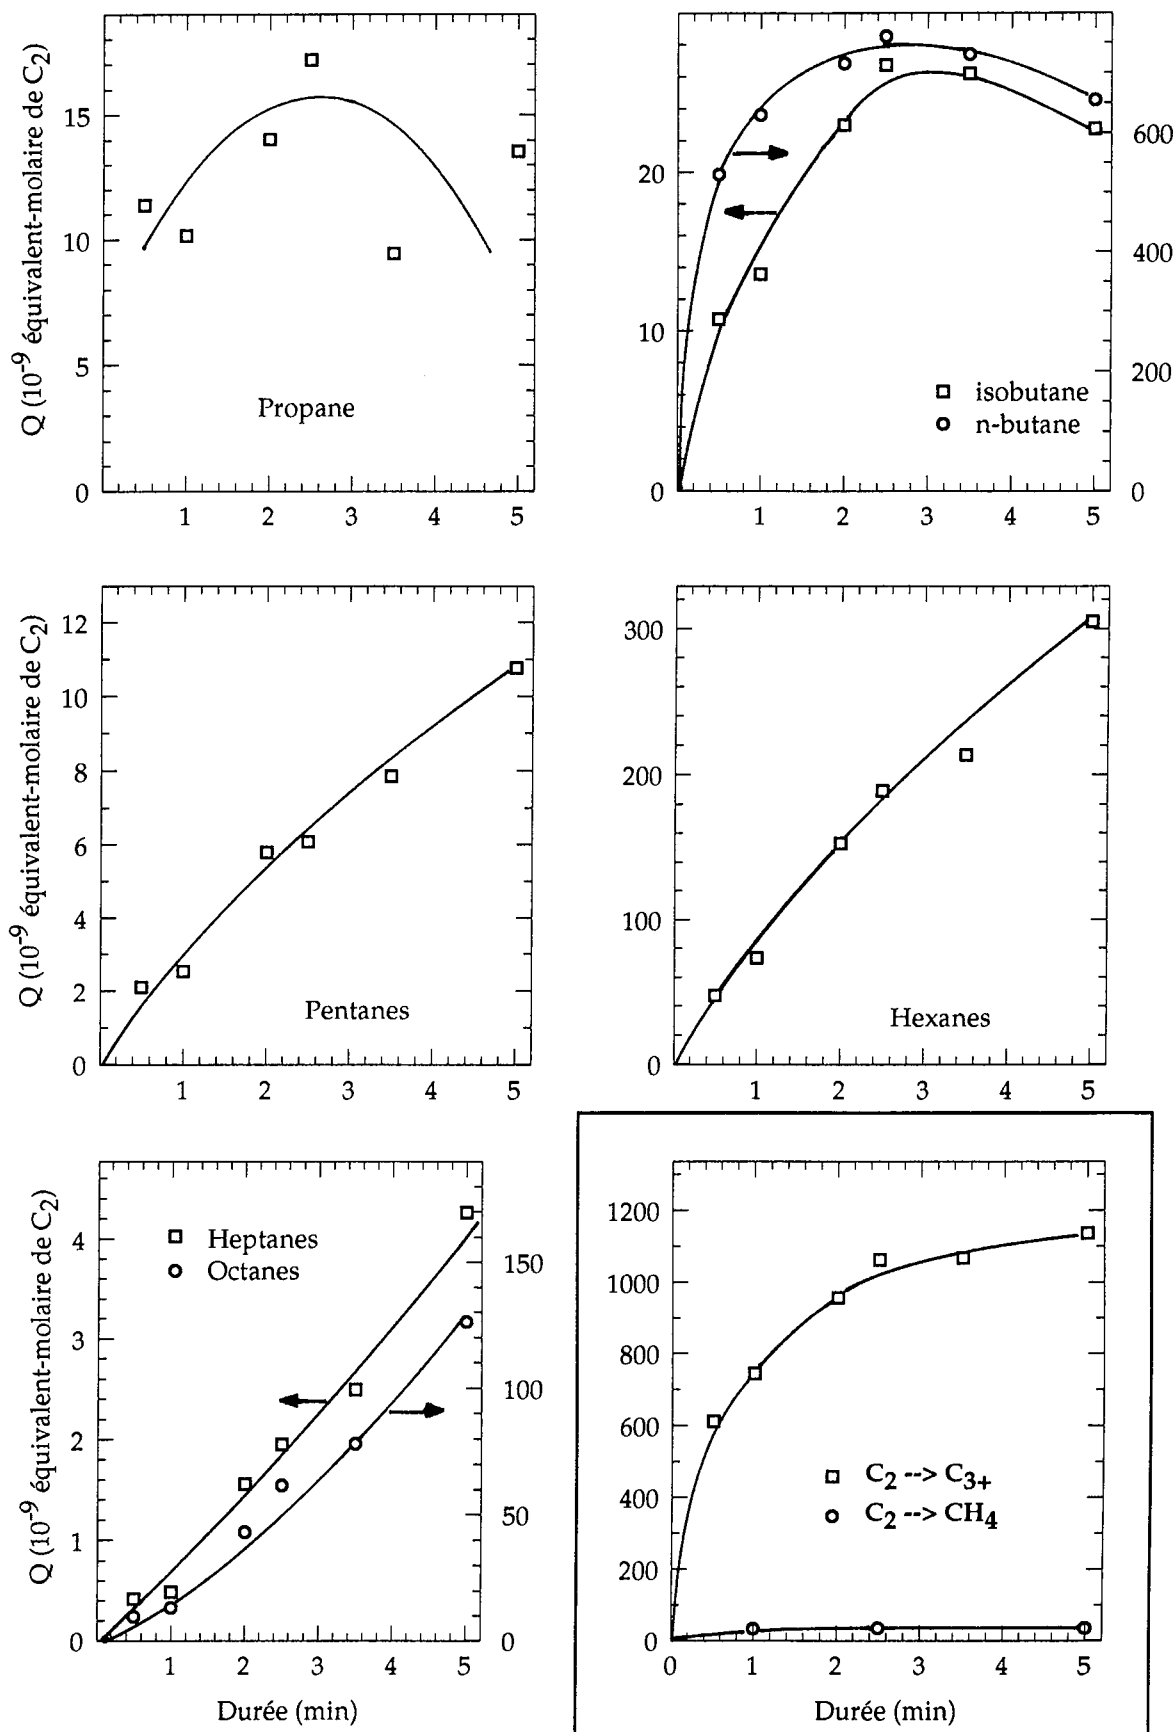 Q (10⁻⁹ équivalent-molaire de C₂)
15
10
5
0
Propane
1 2 3 4 5
20
10
0
600
400
200
0
isobutane
n-butane
1 2 3 4 5
Q (10⁻⁹ équivalent-molaire de C₂)
12
10
8
6
4
2
0
Pentanes
1 2 3 4 5
300
200
100
0
Hexanes
1 2 3 4 5
Q (10⁻⁹ équivalent-molaire de C₂)
4
3
2
1
0
Heptanes
Octanes
150
100
50
0
1 2 3 4 5
Durée (min)
1200
1000
800
600
400
200
0
C₂ --> C₃₊
C₂ --> CH₄
0 1 2 3 4 5
Durée (min)